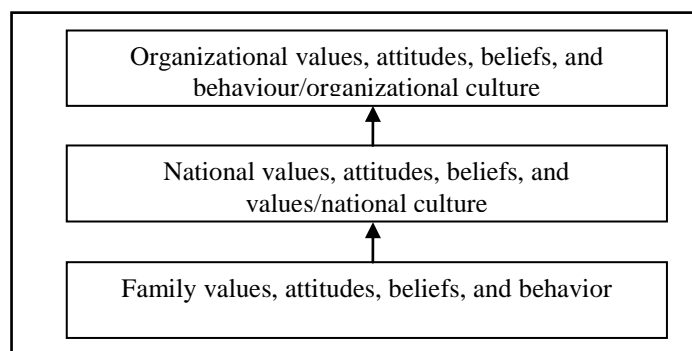 Organizational values, attitudes, beliefs, and
behaviour/organizational culture
National values, attitudes, beliefs, and
values/national culture
Family values, attitudes, beliefs, and behavior